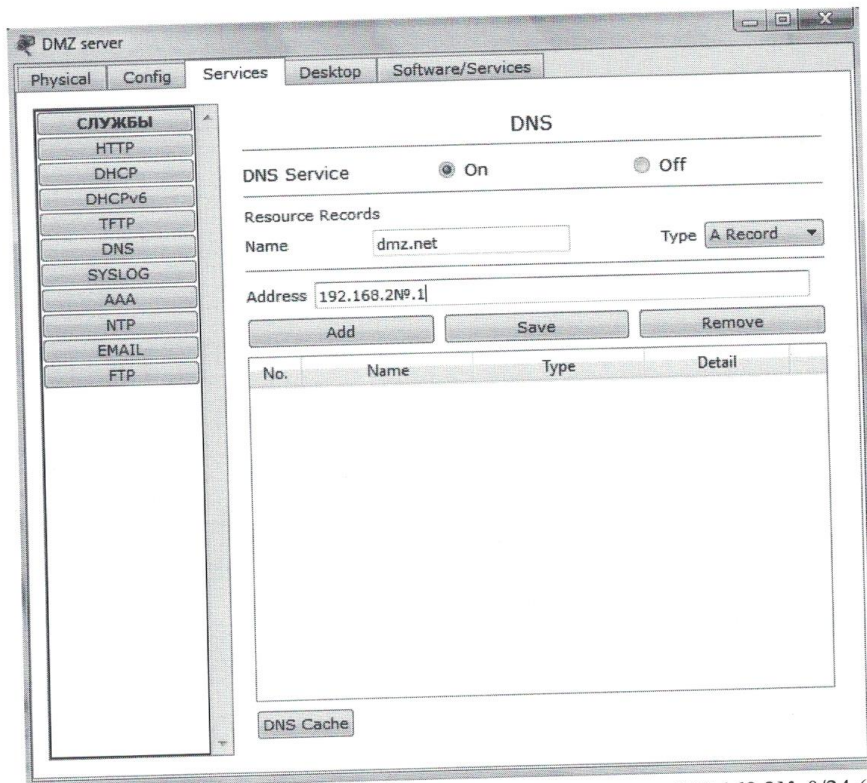 DMZ server
Physical Config Services Desktop Software/Services
СЛУЖБЫ
HTTP
DHCP
DHCPv6
TFTP
DNS
SYSLOG
AAA
NTP
EMAIL
FTP
DNS
DNS Service On Off
Resource Records
Name dmz.net Type A Record
Address 192.168.2№.1
Add Save Remove
No. Name Type Detail
DNS Cache